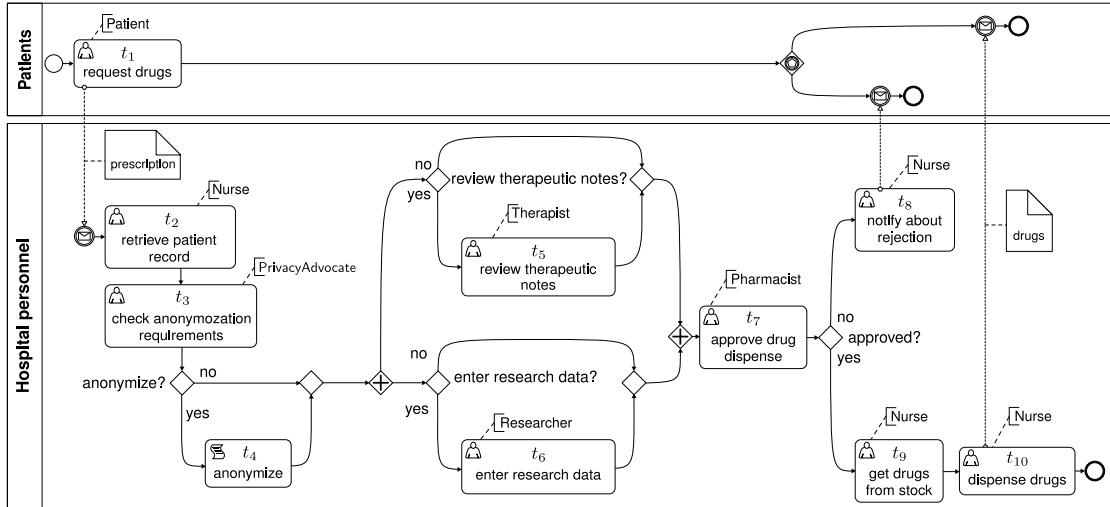 Patients
Patient
t1
request drugs
prescription
Hospital personnel
Nurse
t2
retrieve patient
record
PrivacyAdvocate
t3
check anonymozation
requirements
anonymize?
no
yes
t4
anonymize
no
review therapeutic notes?
yes
Therapist
t5
review therapeutic
notes
no
enter research data?
yes
Researcher
t6
enter research data
Pharmacist
t7
approve drug
dispense
no
approved?
yes
Nurse
t8
notify about
rejection
drugs
Nurse
t9
get drugs
from stock
Nurse
t10
dispense drugs